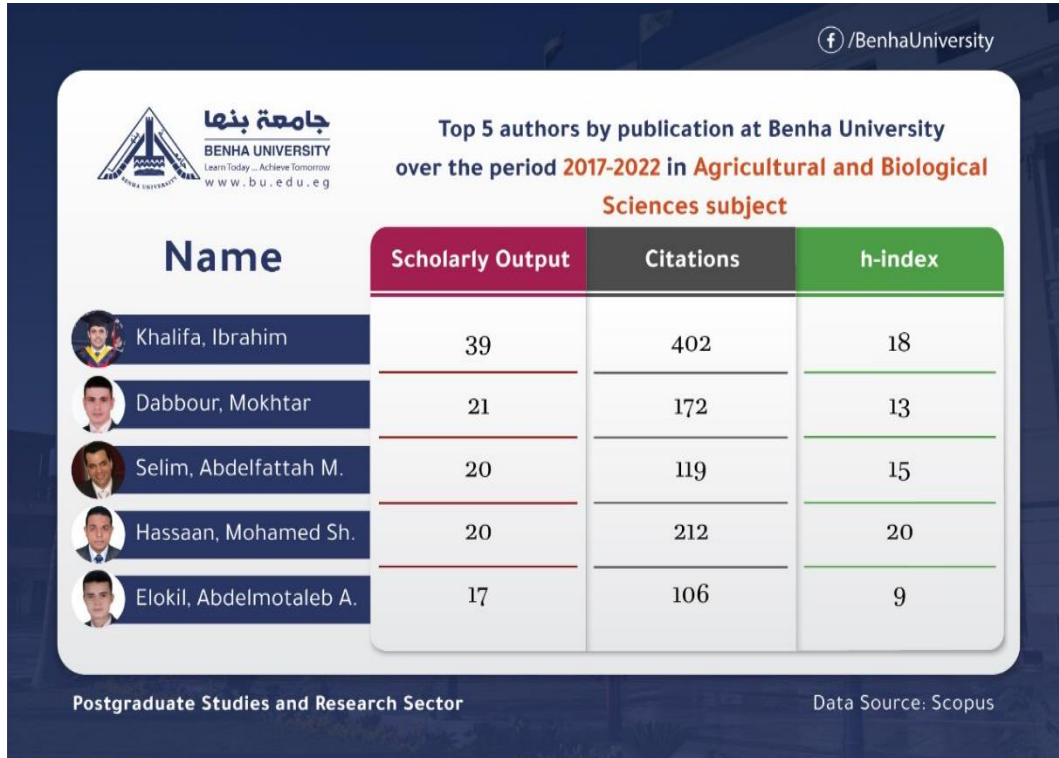 /BenhaUniversity
جامعة بنها
BENHA UNIVERSITY
Learn Today ... Achieve Tomorrow
www.bu.edu.eg
BENHA UNIVERSITY
Top 5 authors by publication at Benha University
over the period 2017-2022 in Agricultural and Biological
Sciences subject
Name Scholarly Output Citations h-index
Khalifa, Ibrahim 39 402 18
Dabbour, Mokhtar 21 172 13
Selim, Abdelfattah M. 20 119 15
Hassaan, Mohamed Sh. 20 212 20
Elokil, Abdelmotaleb A. 17 106 9
Postgraduate Studies and Research Sector
Data Source: Scopus